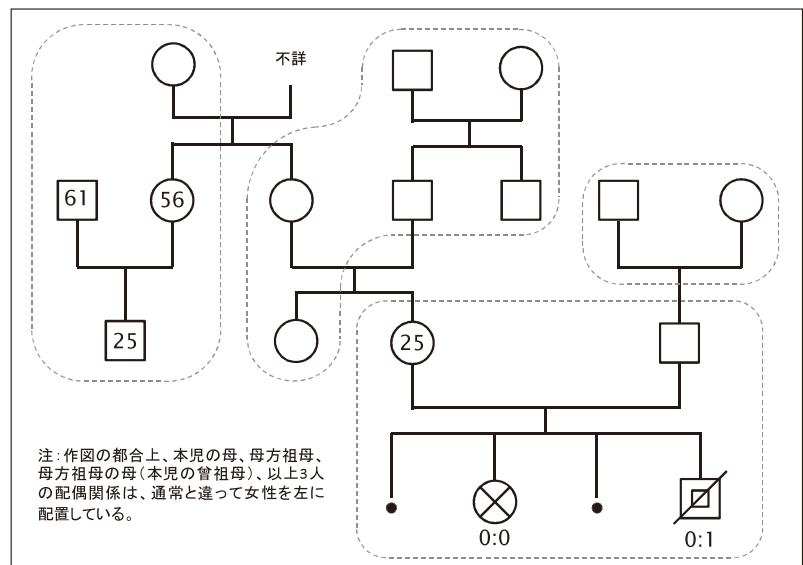 不詳
61
56
25
25
注：作図の都合上、本児の母、母方祖母、
母方祖母の母（本児の曾祖母）、以上3人
の配偶関係は、通常と違って女性を左に
配置している。
0:0
0:1